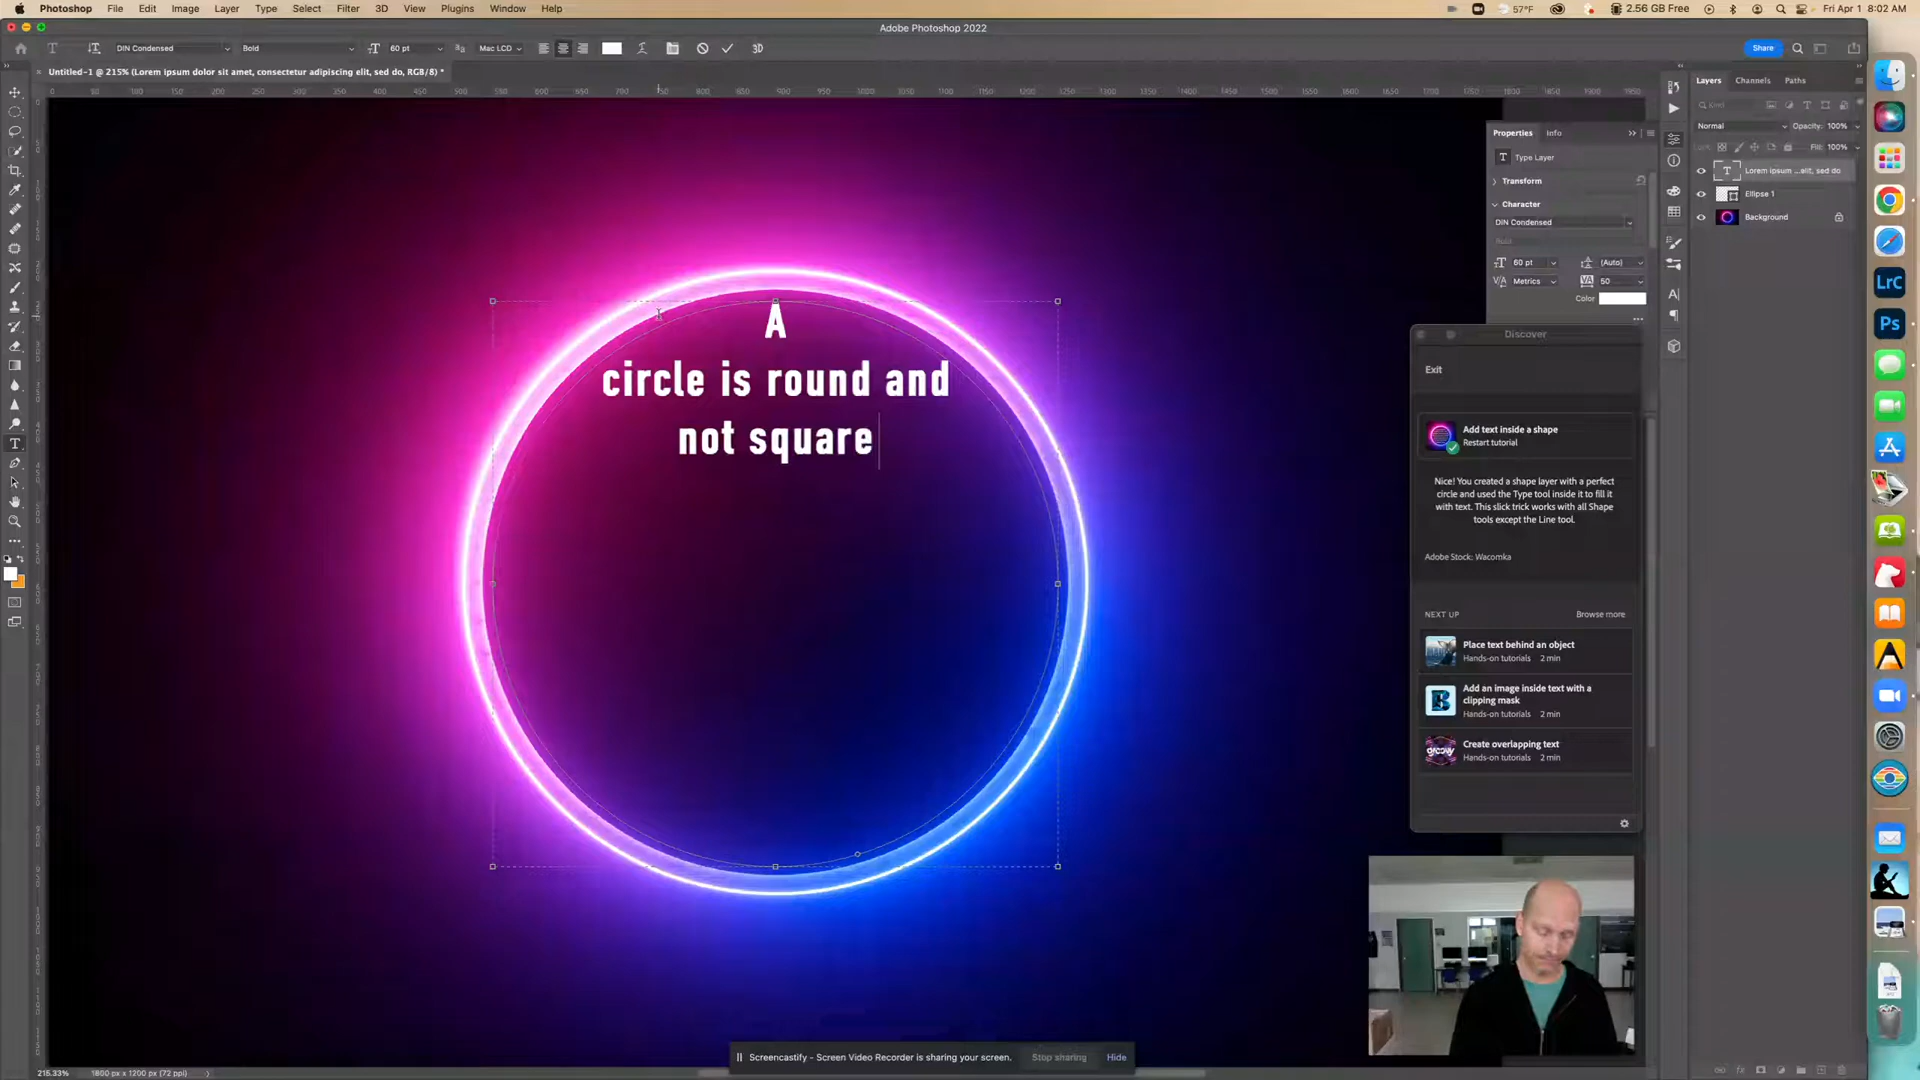 Photoshop File Edit Image Layer Type Select Filter 3D View Plugins Window Help
57°F 2.56 GB Free Fri Apr 1 8:02 AM
Adobe Photoshop 2022
DIN Condensed Bold 60 pt Mac LCD 3D Share
Untitled-1 @ 215% (Lorem ipsum dolor sit amet, consectetur adipiscing elit, sed do, RGB/8) *
Layers Channels Paths
Normal Opacity: 100%
Fill: 100%
Lorem ipsum ...elit, sed do
Ellipse 1
Background
Properties Info
Type Layer
Transform
Character
DIN Condensed
60 pt (Auto)
Metrics 50
Color
A
circle is round and
not square
Discover
Exit
Add text inside a shape
Restart tutorial
Nice! You created a shape layer with a perfect
circle and used the Type tool inside it to fill it
with text. This slick trick works with all Shape
tools except the Line tool.
Adobe Stock: Wacomka
NEXT UP Browse more
Place text behind an object
Hands-on tutorials 2 min
Add an image inside text with a
clipping mask
Hands-on tutorials 2 min
Create overlapping text
Hands-on tutorials 2 min
LrC
Ps
Screencastify - Screen Video Recorder is sharing your screen. Stop sharing Hide
215.33% 1800 px x 1200 px (72 ppi)